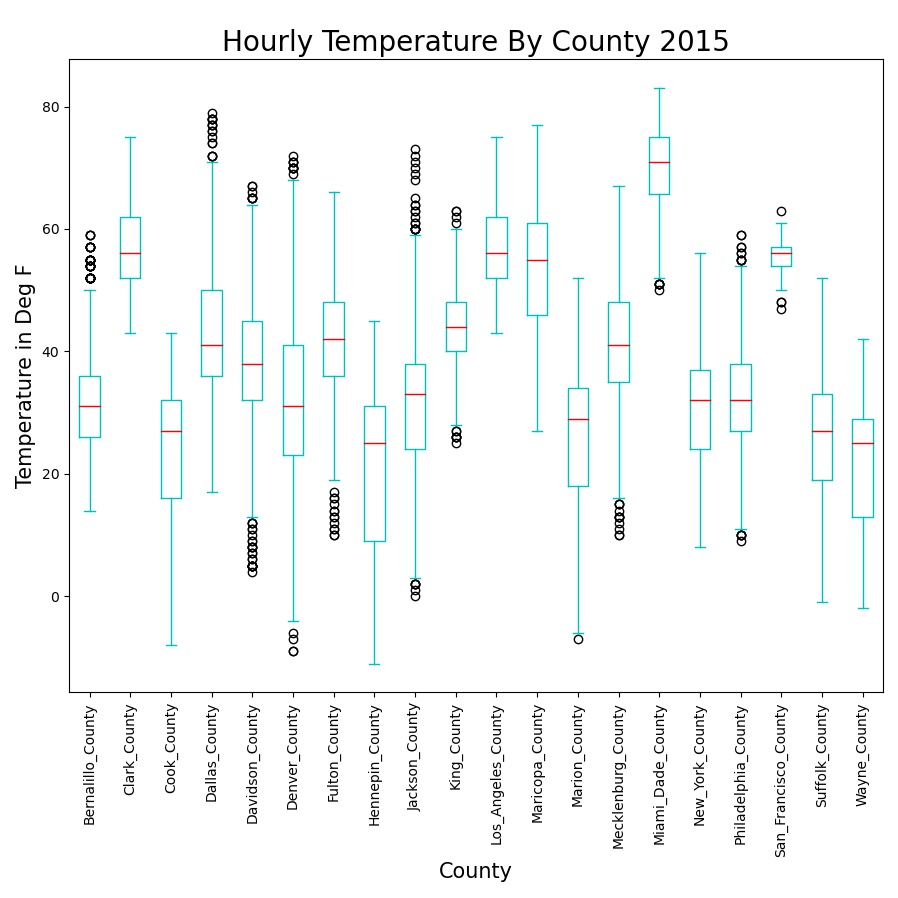 Hourly Temperature By County 2015
Temperature in Deg F
80
60
40
20
0
Bernalillo_County
Clark_County
Cook_County
Dallas_County
Davidson_County
Denver_County
Fulton_County
Hennepin_County
Jackson_County
King_County
Los_Angeles_County
Maricopa_County
Marion_County
Mecklenburg_County
Miami_Dade_County
New_York_County
Philadelphia_County
San_Francisco_County
Suffolk_County
Wayne_County
County